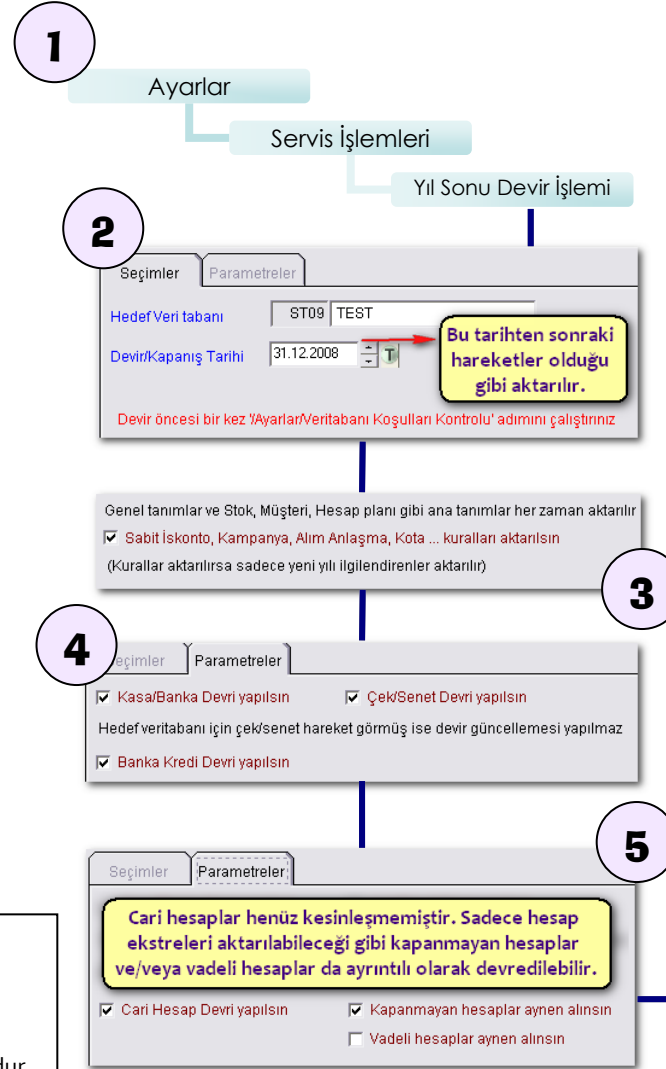 1
Ayarlar
Servis İşlemleri
Yıl Sonu Devir İşlemi
2
Seçimler Parametreler
Hedef Veri tabanı ST09 TEST
Devir/Kapanış Tarihi 31.12.2008 T
Bu tarihten sonraki
hareketler olduğu
gibi aktarılır.
Devir öncesi bir kez '/Ayarlar/Veritabanı Koşulları Kontrolu' adımını çalıştırınız
Genel tanımlar ve Stok, Müşteri, Hesap planı gibi ana tanımlar her zaman aktarılır
Sabit İskonto, Kampanya, Alım Anlaşma, Kota ... kuralları aktarılsın
(Kurallar aktarılırsa sadece yeni yılı ilgilendirenler aktarılır)
3
4
eçimler Parametreler
Kasa/Banka Devri yapılsın Çek/Senet Devri yapılsın
Hedef veritabanı için çek/senet hareket görmüş ise devir güncellemesi yapılmaz
Banka Kredi Devri yapılsın
5
Seçimler Parametreler
Cari hesaplar henüz kesinleşmemiştir. Sadece hesap
ekstreleri aktarılabileceği gibi kapanmayan hesaplar
ve/veya vadeli hesaplar da ayrıntılı olarak devredilebilir.
Cari Hesap Devri yapılsın Kapanmayan hesaplar aynen alınsın
Vadeli hesaplar aynen alınsın